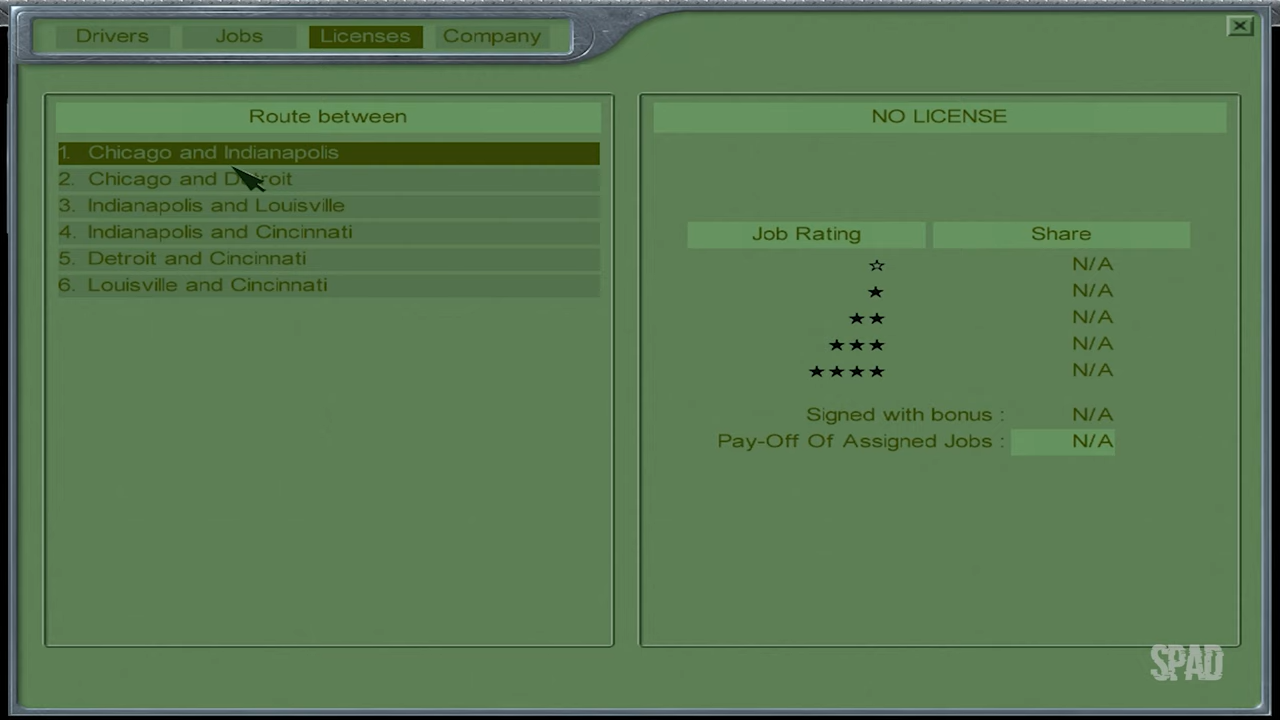 Drivers Jobs Licenses Company
Route between
1. Chicago and Indianapolis
2. Chicago and Detroit
3. Indianapolis and Louisville
4. Indianapolis and Cincinnati
5. Detroit and Cincinnati
6. Louisville and Cincinnati
NO LICENSE
Job Rating Share
☆ N/A
★ N/A
★★ N/A
★★★ N/A
★★★★ N/A
Signed with bonus : N/A
Pay-Off Of Assigned Jobs : N/A
SPAD